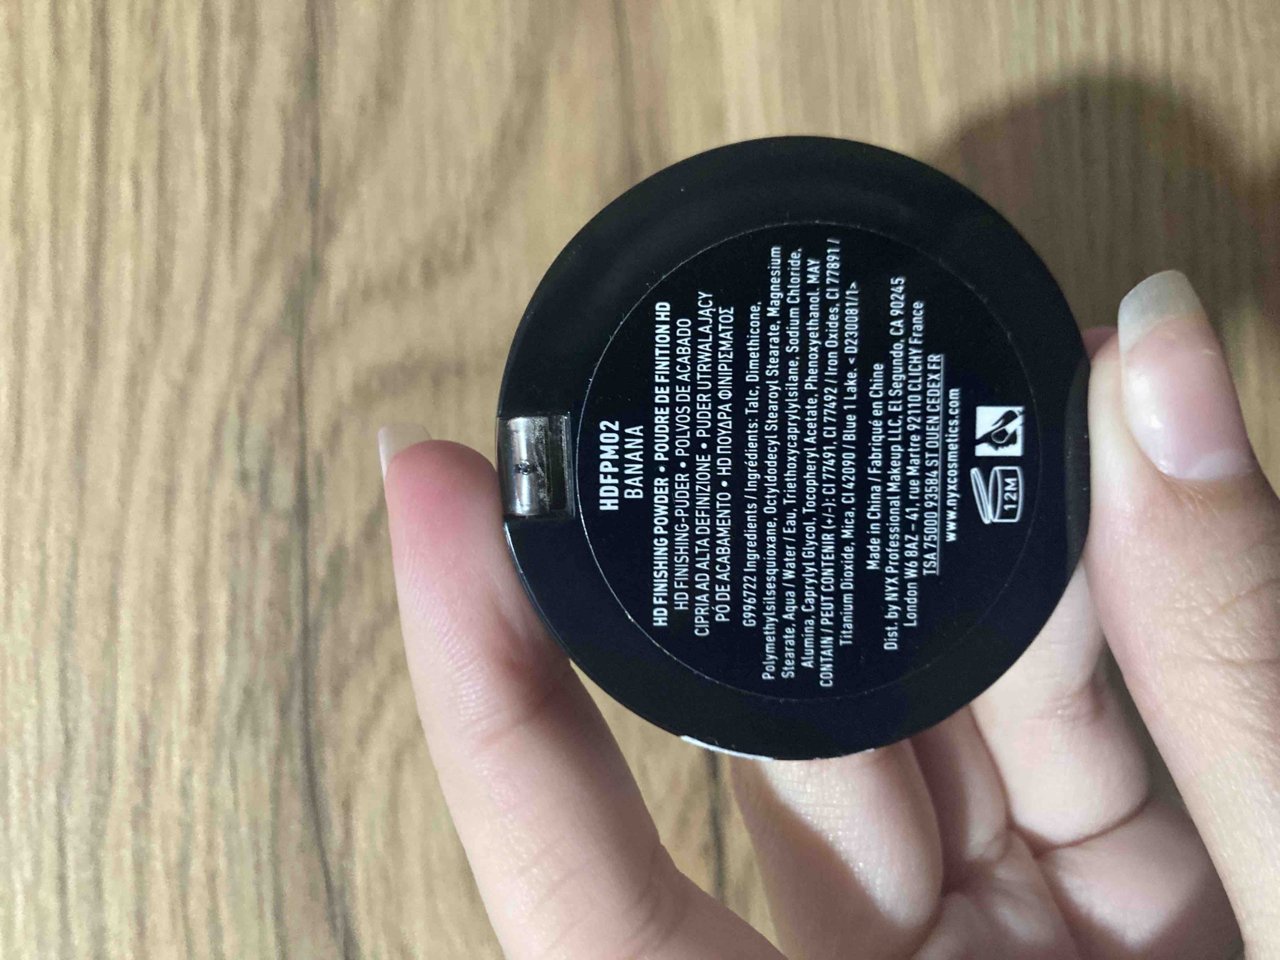 HDFPM02
BANANA
HD FINISHING POWDER • POUDRE DE FINITION HD
HD FINISHING-PUDER • POLVOS DE ACABADO
CIPRIA AD ALTA DEFINIZIONE • PUDER UTRWALAJĄCY
PÓ DE ACABAMENTO • HD ΠΟΥΔΡΑ ΦΙΝΙΡΙΣΜΑΤΟΣ
G996722 Ingredients / Ingrédients: Talc, Dimethicone,
Polymethylsilsesquioxane, Octyldodecyl Stearoyl Stearate, Magnesium
Stearate, Aqua / Water / Eau, Triethoxycaprylylsilane, Sodium Chloride,
Alumina, Caprylyl Glycol, Tocopheryl Acetate, Phenoxyethanol. MAY
CONTAIN / PEUT CONTENIR (+/-): CI 77491, CI 77492 / Iron Oxides, CI 77891 /
Titanium Dioxide, Mica, CI 42090 / Blue 1 Lake. < D230081/1>
Made in China / Fabriqué en Chine
Dist. by NYX Professional Makeup LLC, El Segundo, CA 90245
London W6 8AZ – 41, rue Martre 92110 CLICHY France
TSA 75000 93584 ST OUEN CEDEX FR
www.nyxcosmetics.com
12M